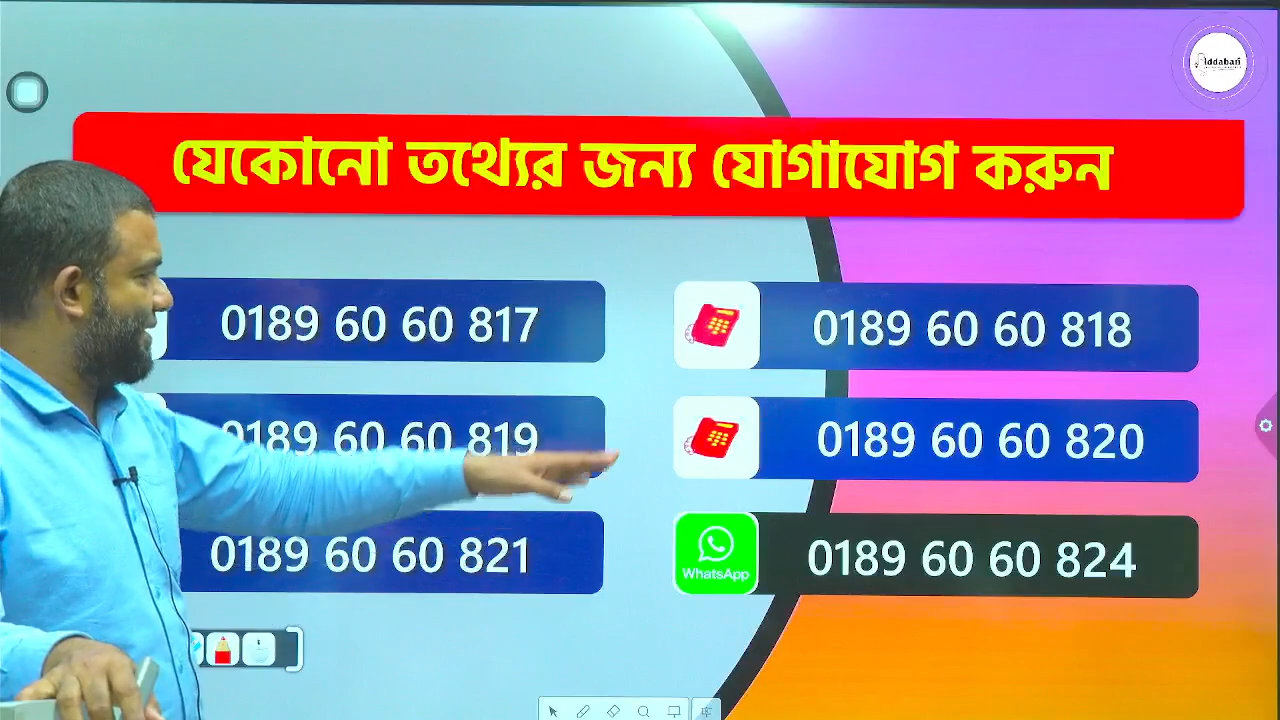 iddabari
যেকোনো তথ্যের জন্য যোগাযোগ করুন
0189 60 60 817
0189 60 60 818
0189 60 60 819
0189 60 60 820
0189 60 60 821
WhatsApp
0189 60 60 824